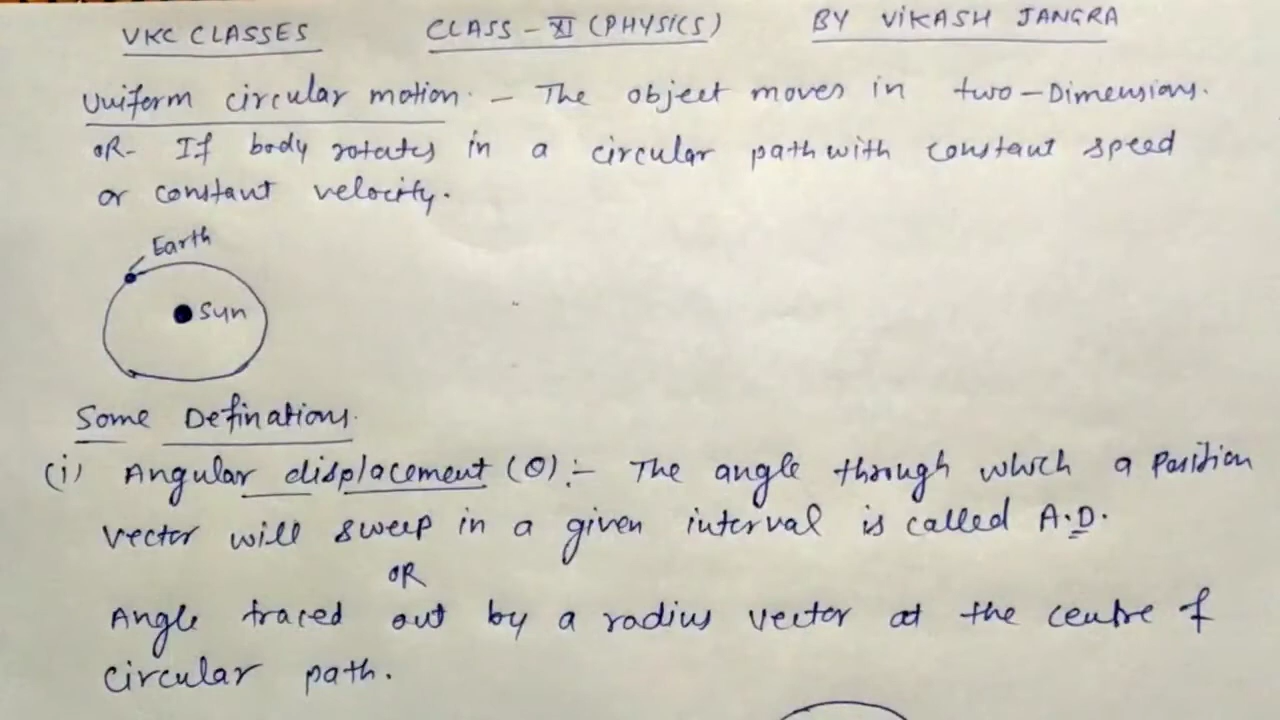 VKC CLASSES CLASS - XI (PHYSICS) BY VIKASH JANGRA
Uniform circular motion. - The object moves in two-Dimensions.
OR- If body rotates in a circular path with constant speed
or constant velocity.
Earth
Sun
Some Definations.
(i) Angular displacement (θ):- The angle through which a Position
vector will sweep in a given interval is called A.D.
OR
Angle traced out by a radius vector at the centre of
circular path.